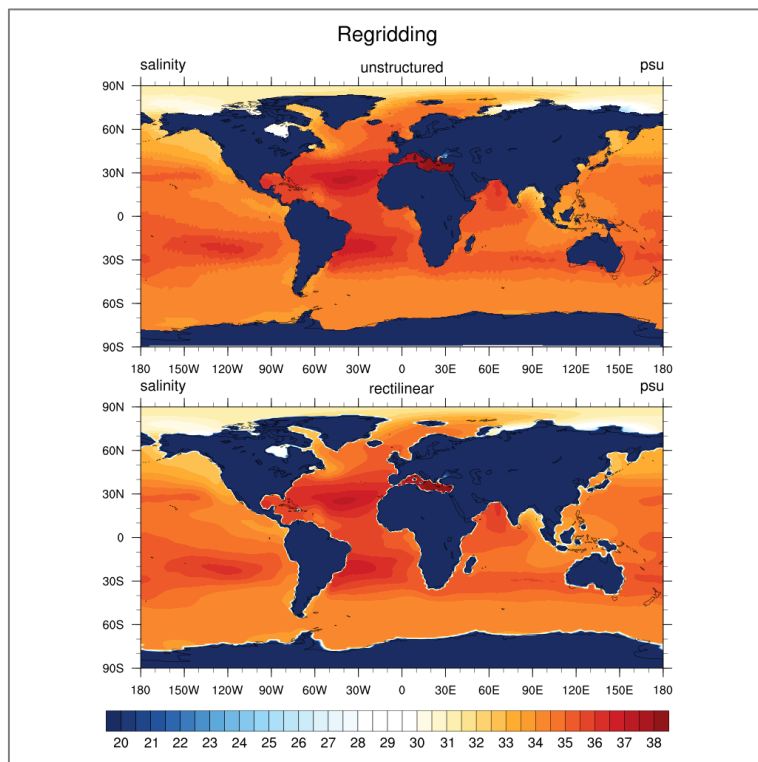 Regridding
salinity unstructured psu
90N
60N
30N
0
30S
60S
90S
180 150W 120W 90W 60W 30W 0 30E 60E 90E 120E 150E 180
salinity rectilinear psu
90N
60N
30N
0
30S
60S
90S
180 150W 120W 90W 60W 30W 0 30E 60E 90E 120E 150E 180
20 21 22 23 24 25 26 27 28 29 30 31 32 33 34 35 36 37 38